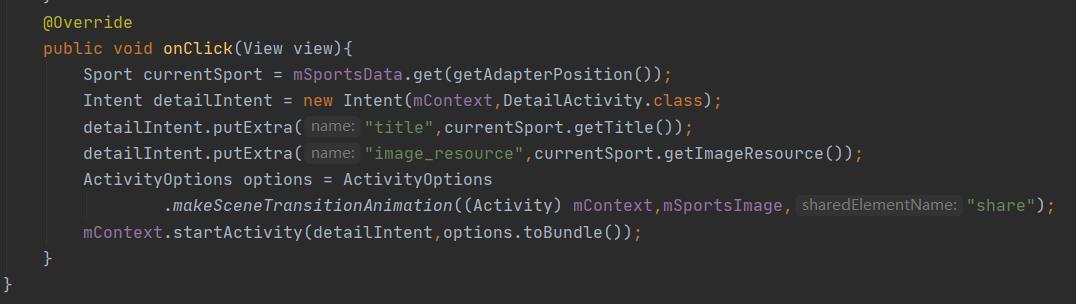 }
@Override
public void onClick(View view){
Sport currentSport = mSportsData.get(getAdapterPosition());
Intent detailIntent = new Intent(mContext,DetailActivity.class);
detailIntent.putExtra( name: "title",currentSport.getTitle());
detailIntent.putExtra( name: "image_resource",currentSport.getImageResource());
ActivityOptions options = ActivityOptions
.makeSceneTransitionAnimation((Activity) mContext,mSportsImage, sharedElementName: "share");
mContext.startActivity(detailIntent,options.toBundle());
}
}